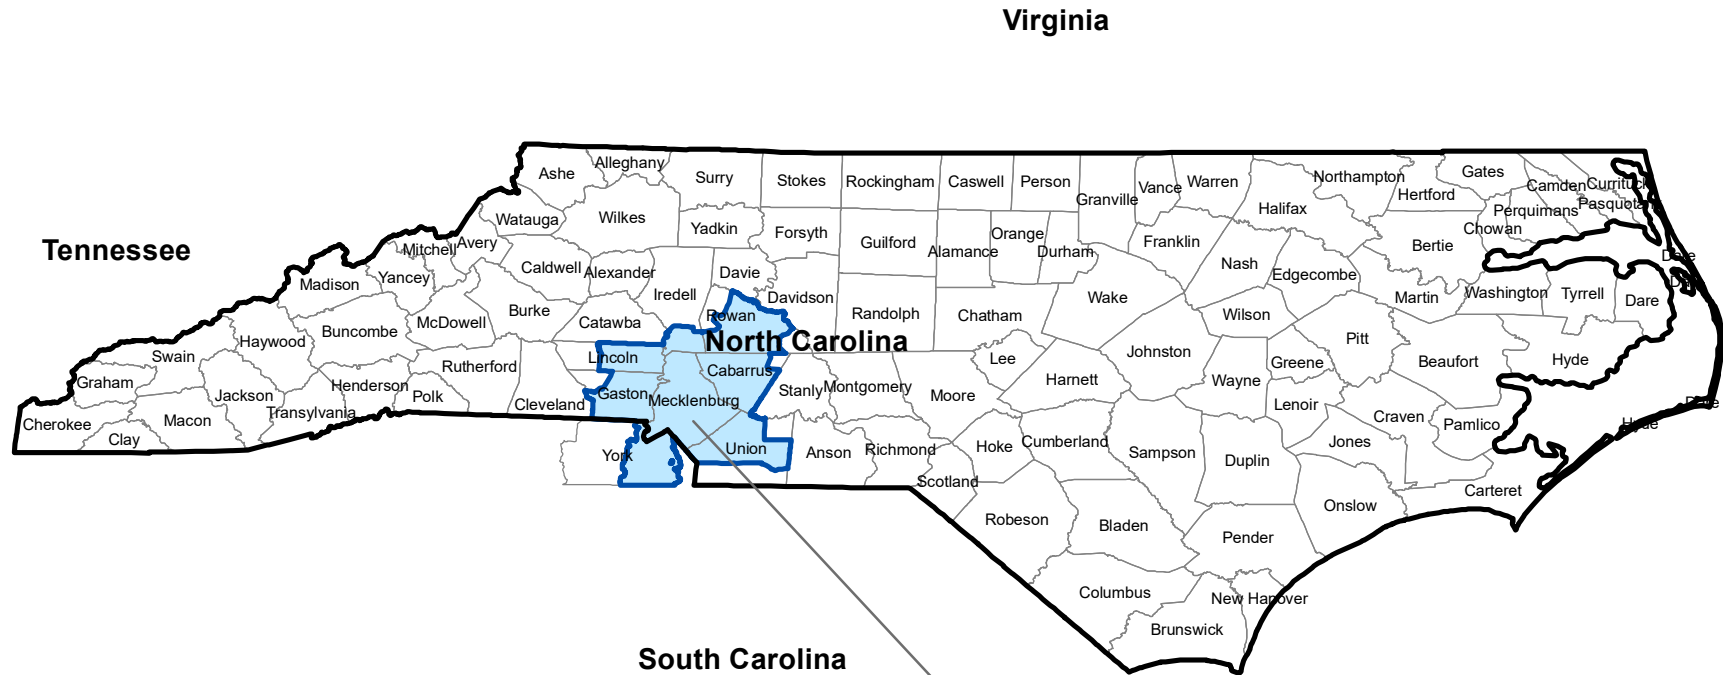 Virginia
Tennessee
North Carolina
South Carolina
Alleghany
Ashe
Surry
Stokes
Rockingham
Caswell
Person
Granville
Vance
Warren
Northampton
Hertford
Gates
Camden
Currituck
Pasquotank
Perquimans
Chowan
Halifax
Watauga
Wilkes
Yadkin
Forsyth
Guilford
Alamance
Orange
Durham
Franklin
Bertie
Mitchell
Avery
Caldwell
Alexander
Davie
Iredell
Nash
Edgecombe
Dare
Madison
Yancey
Burke
Catawba
Rowan
Davidson
Randolph
Chatham
Wake
Wilson
Martin
Washington
Tyrrell
Dare
Buncombe
McDowell
Haywood
Swain
Lincoln
Cabarrus
Lee
Johnston
Greene
Pitt
Beaufort
Hyde
Graham
Jackson
Henderson
Rutherford
Polk
Cleveland
Gaston
Mecklenburg
Stanly
Montgomery
Moore
Harnett
Wayne
Lenoir
Craven
Pamlico
Dare
Hyde
Cherokee
Clay
Macon
Transylvania
York
Union
Anson
Richmond
Hoke
Cumberland
Sampson
Duplin
Jones
Scotland
Carteret
Robeson
Bladen
Onslow
Pender
Columbus
New Hanover
Brunswick